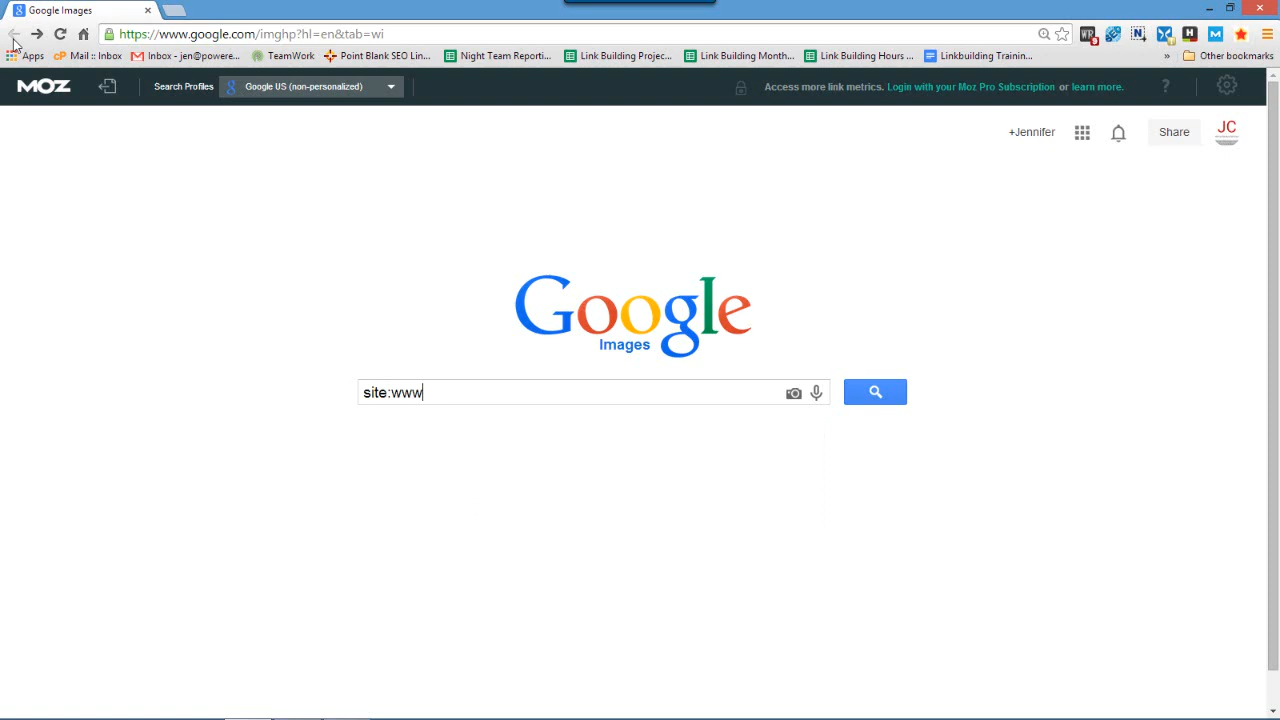 Google Images
https://www.google.com/imghp?hl=en&tab=wi
Apps
cP Mail :: Inbox
Inbox - jen@powere...
TeamWork
Point Blank SEO Lin...
Night Team Reporti...
Link Building Projec...
Link Building Month...
Link Building Hours ...
Linkbuilding Trainin...
»
Other bookmarks
MOZ
Search Profiles
Google US (non-personalized)
Access more link metrics. Login with your Moz Pro Subscription or learn more.
?
+Jennifer
Share
JC
Google
Images
site:www